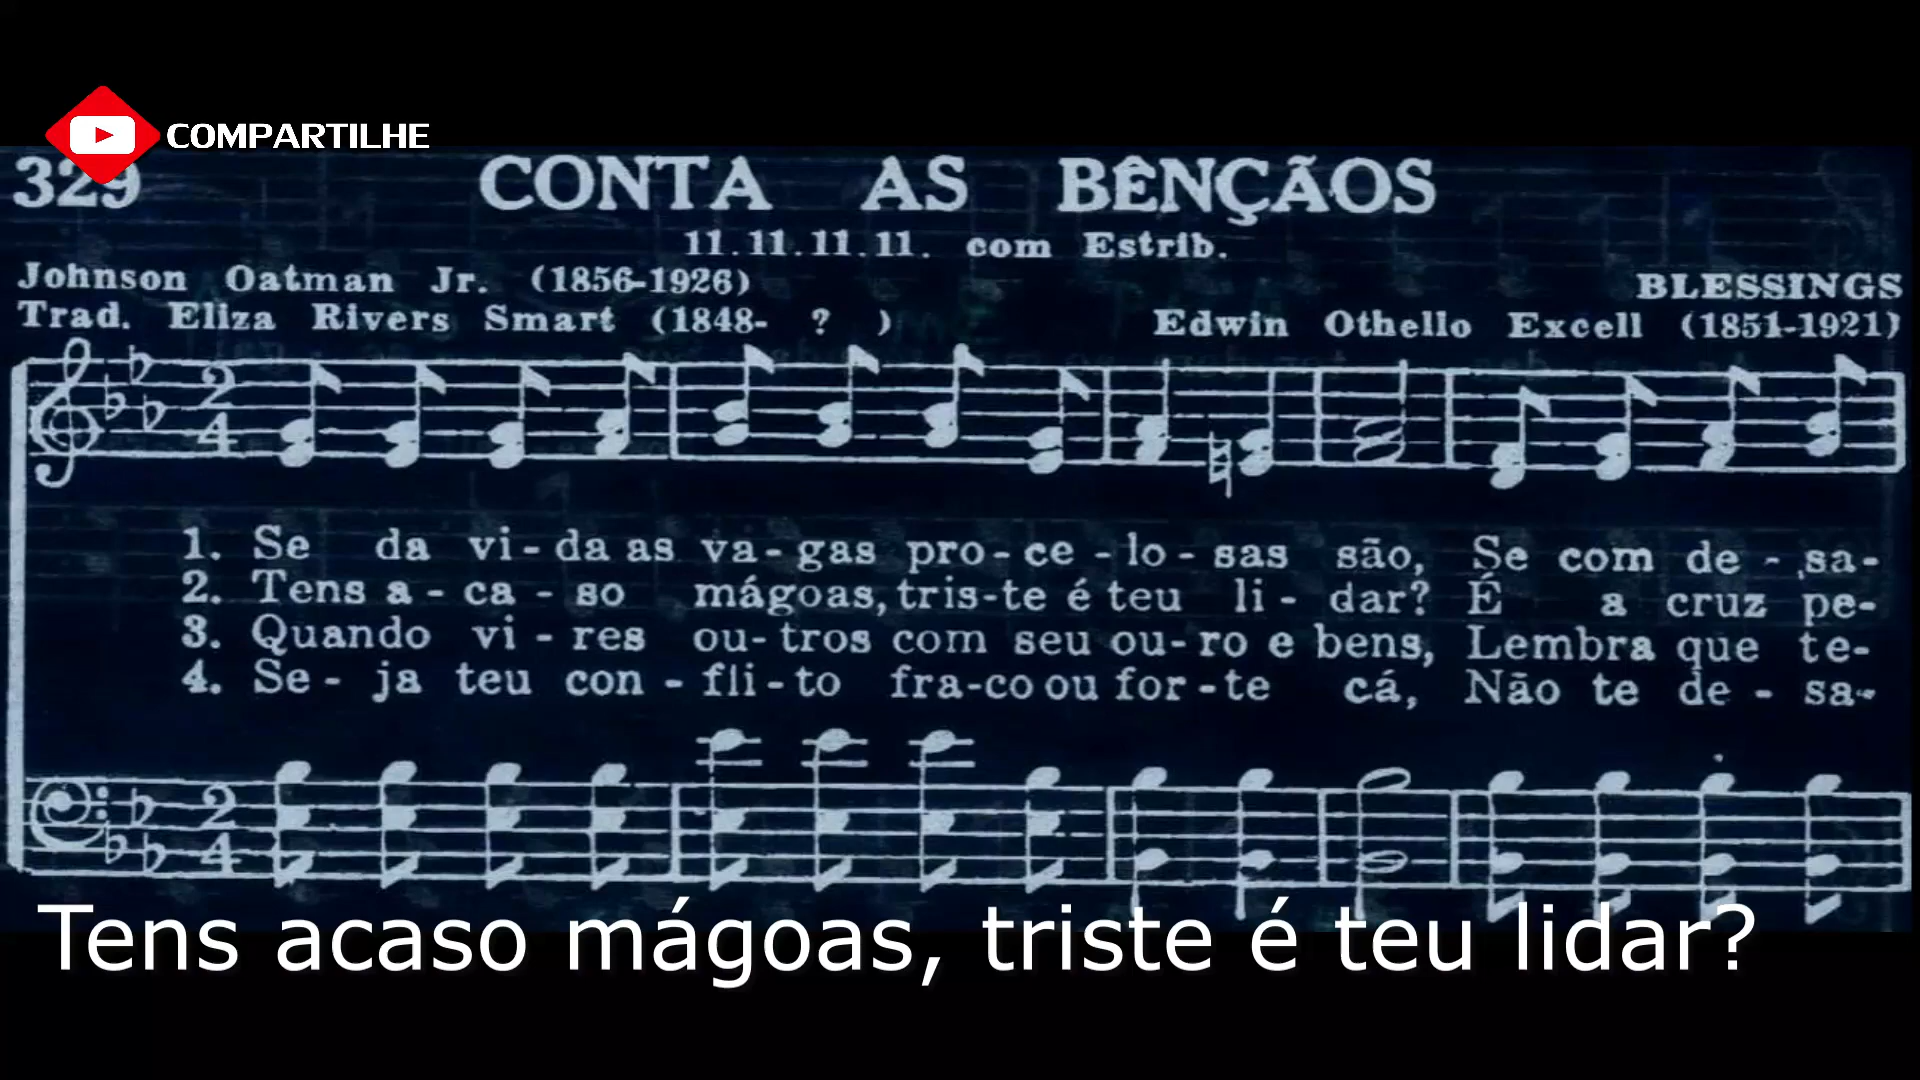 COMPARTILHE
329
CONTA AS BÊNÇÃOS
11.11.11.11. com Estrib.
Johnson Oatman Jr. (1856-1926)
BLESSINGS
Trad. Eliza Rivers Smart (1848- ? )
Edwin Othello Excell (1851-1921)
2
4
1. Se da vi-da as va-gas pro-ce-lo-sas são, Se com de-sa-
2. Tens a-ca-so mágoas, tris-te é teu li-dar? É a cruz pe-
3. Quando vi-res ou-tros com seu ou-ro e bens, Lembra que te-
4. Se-ja teu con-fli-to fra-co ou for-te cá, Não te de-sa-
2
4
Tens acaso mágoas, triste é teu lidar?